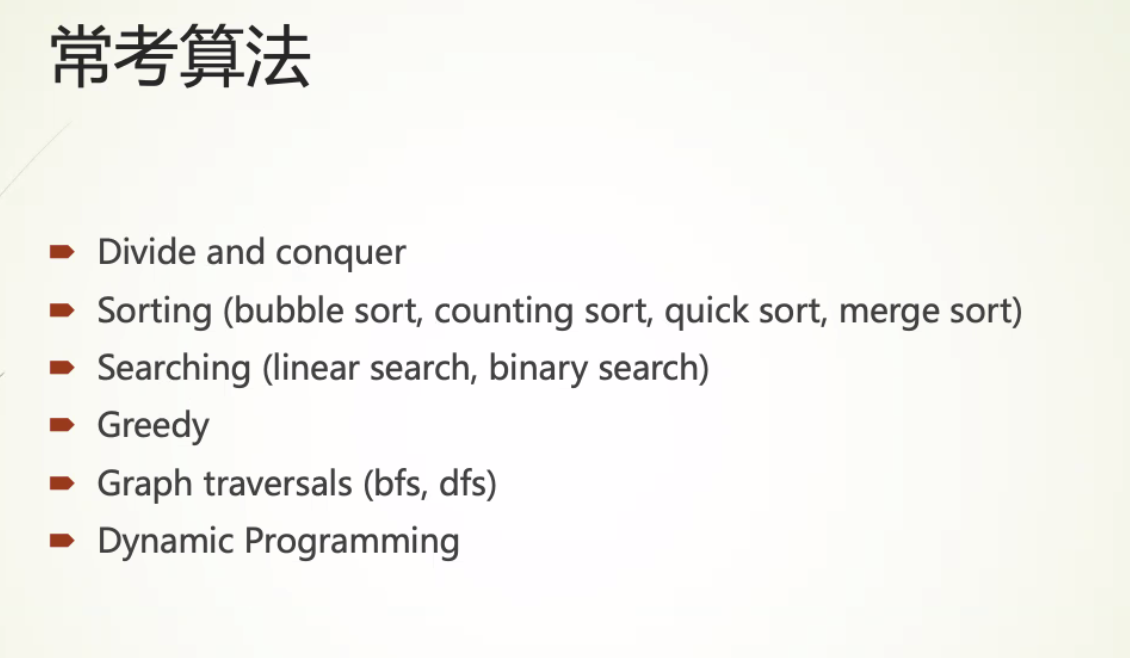 常考算法
Divide and conquer
Sorting (bubble sort, counting sort, quick sort, merge sort)
Searching (linear search, binary search)
Greedy
Graph traversals (bfs, dfs)
Dynamic Programming